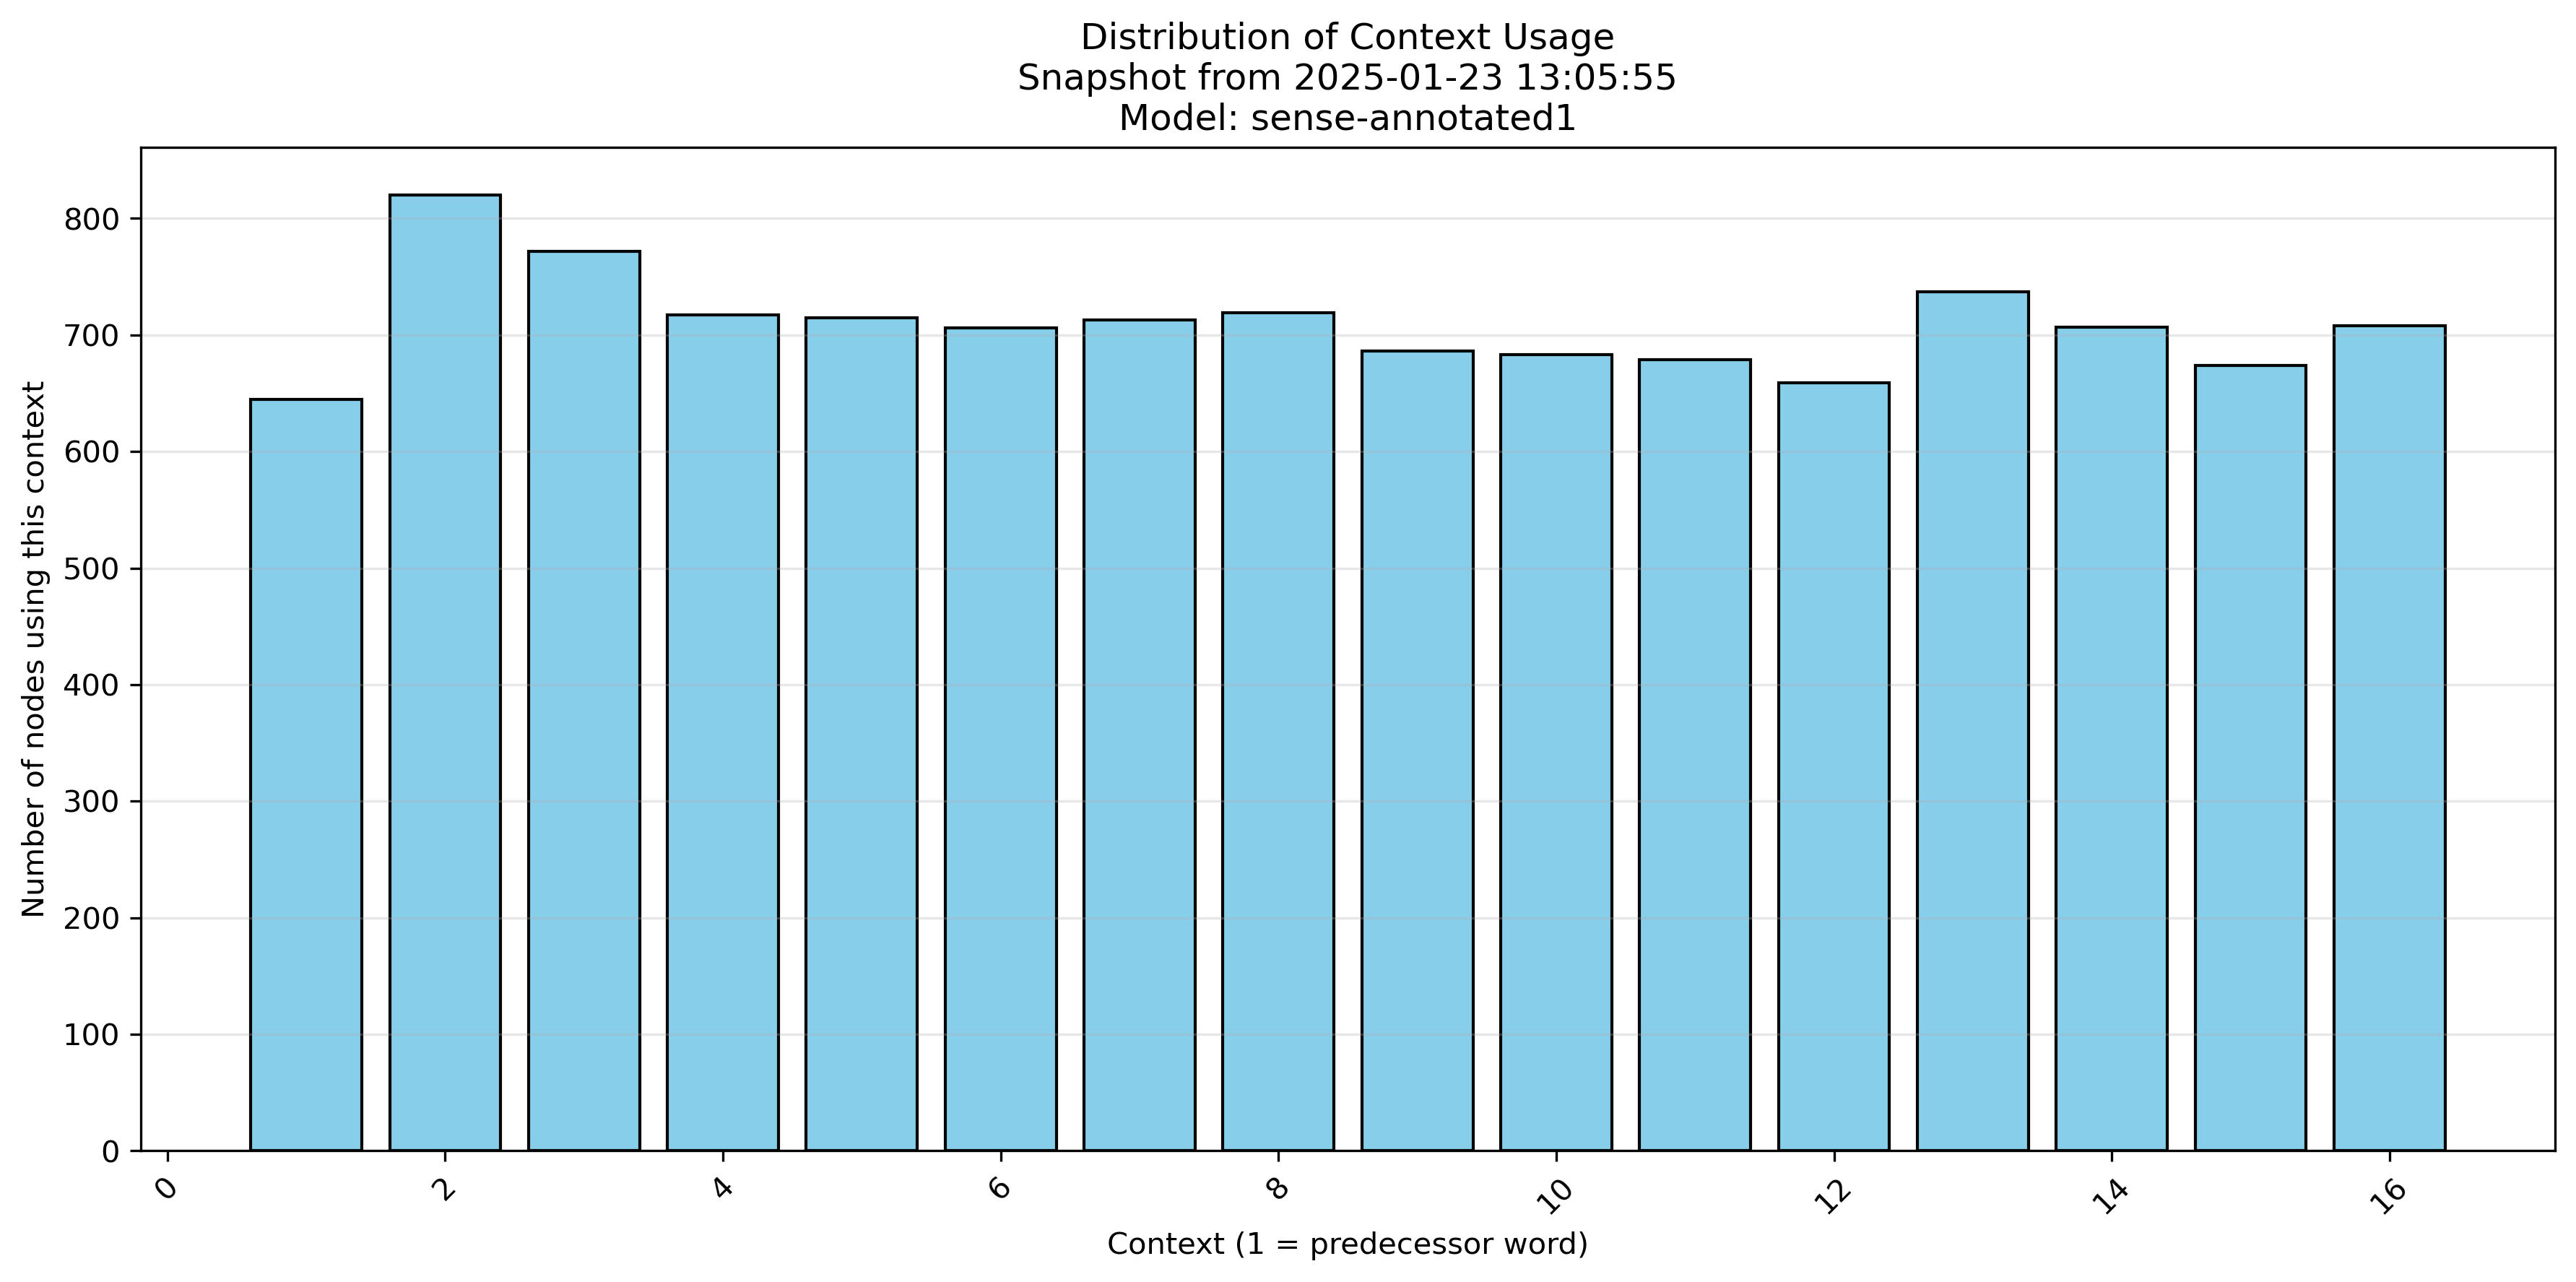 Distribution of Context Usage
Snapshot from 2025-01-23 13:05:55
Model: sense-annotated1
Number of nodes using this context
800
700
600
500
400
300
200
100
0
0 2 4 6 8 10 12 14 16
Context (1 = predecessor word)